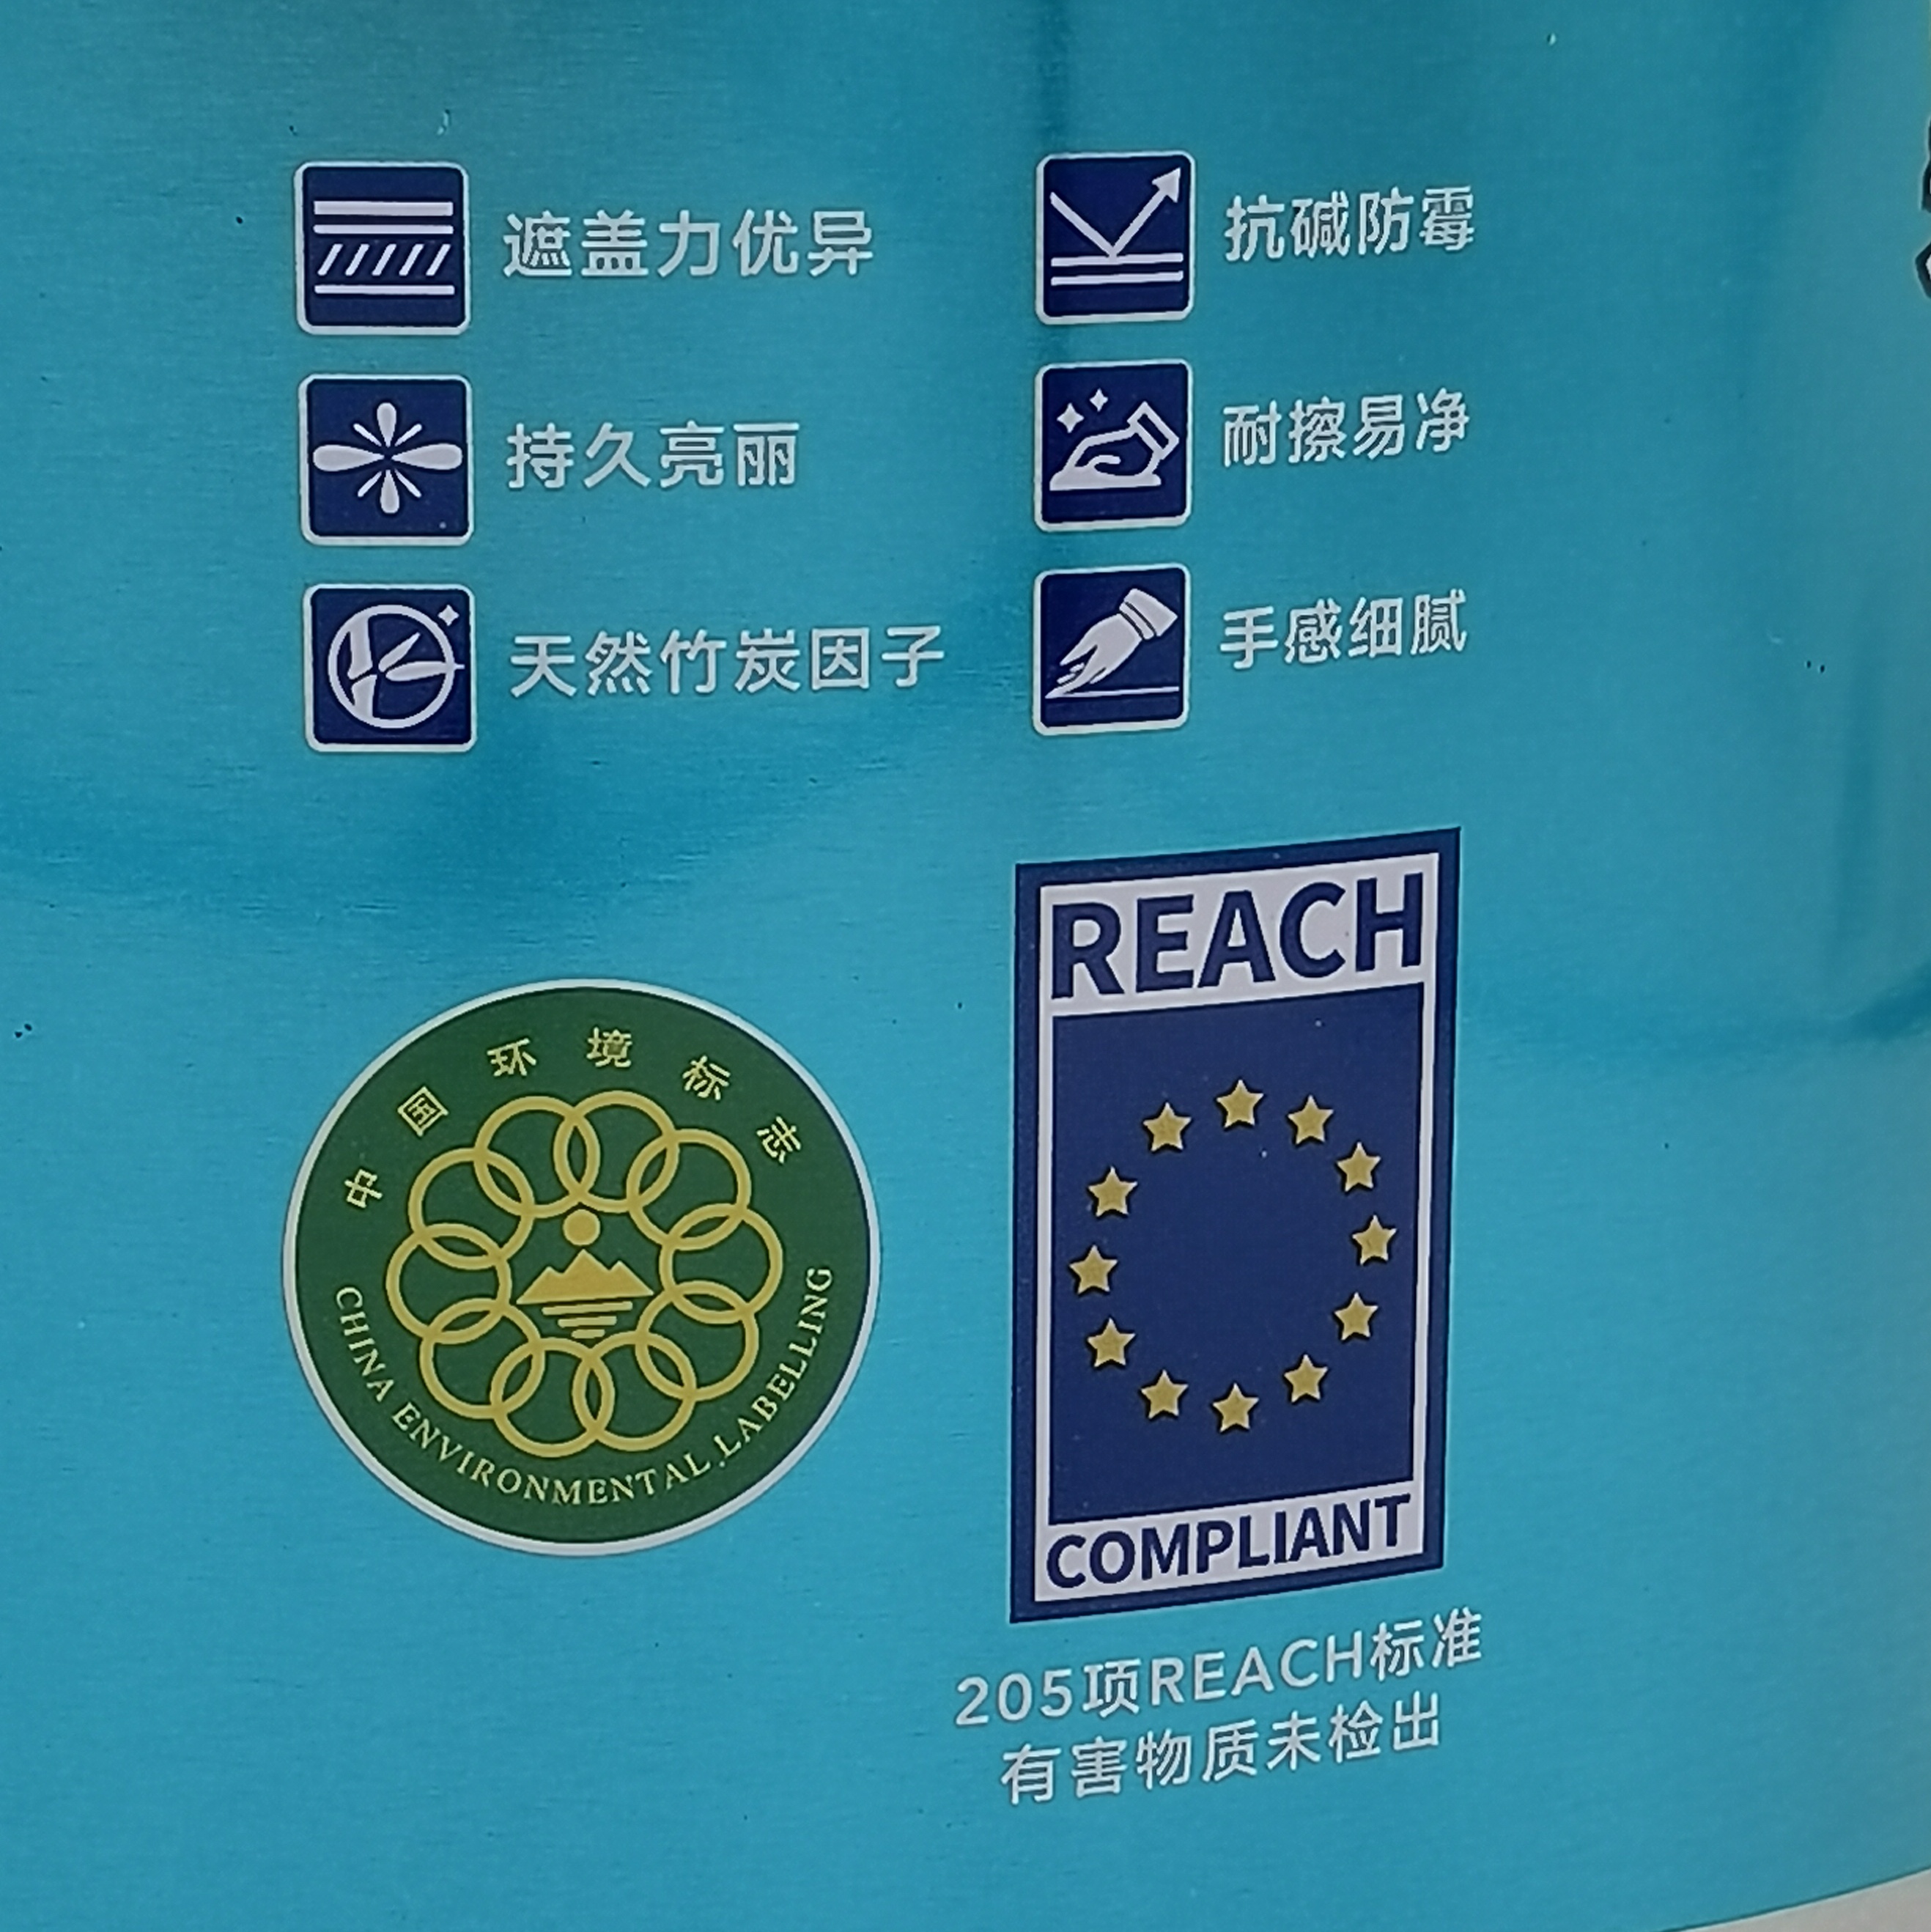 遮盖力优异
抗碱防霉
持久亮丽
耐擦易净
天然竹炭因子
手感细腻
中国环境标志
CHINA ENVIRONMENTAL LABELLING
REACH
COMPLIANT
205项REACH标准
有害物质未检出